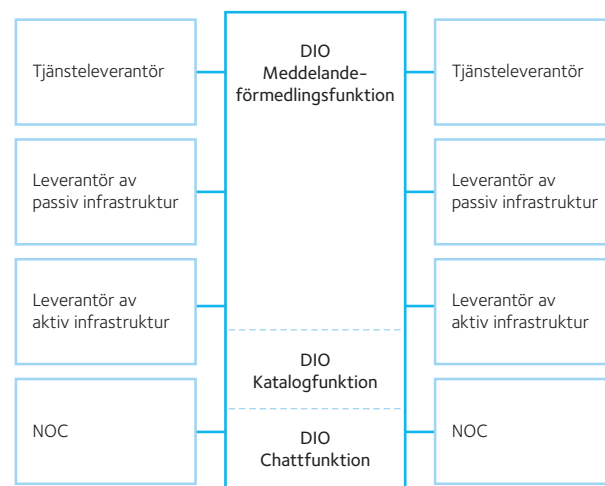 Tjänsteleverantör
Leverantör av
passiv infrastruktur
Leverantör av
aktiv infrastruktur
NOC
DIO
Meddelande-
förmedlingsfunktion
DIO
Katalogfunktion
DIO
Chattfunktion
Tjänsteleverantör
Leverantör av
passiv infrastruktur
Leverantör av
aktiv infrastruktur
NOC